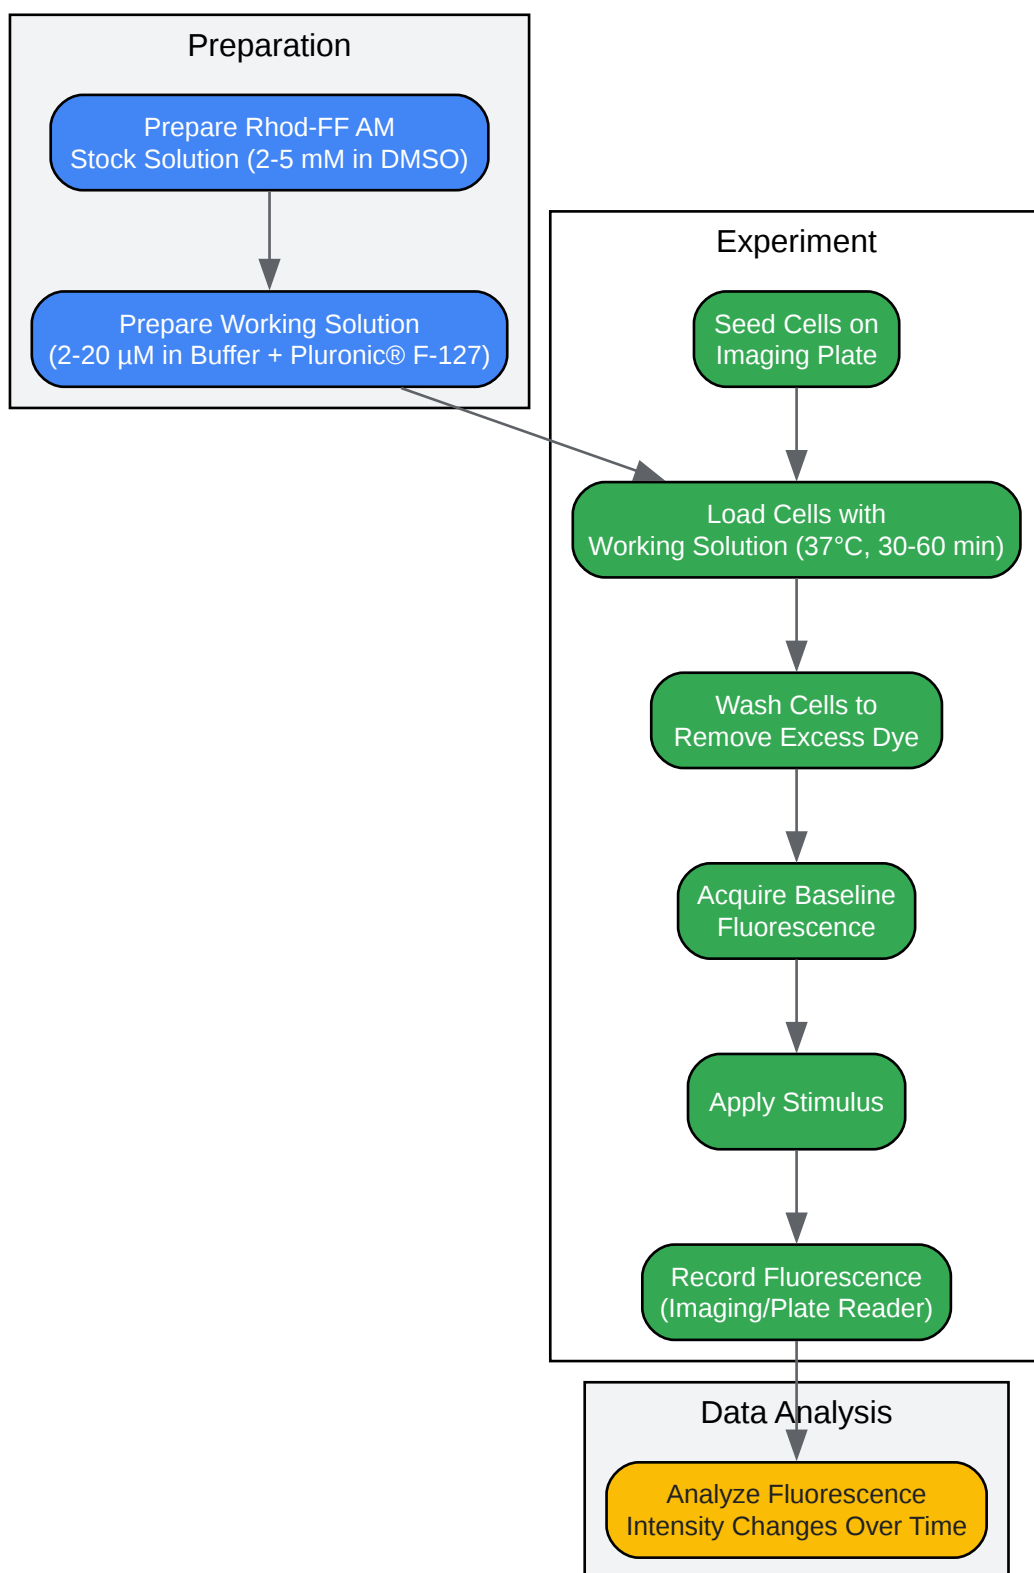 Preparation
Prepare Rhod-FF AM
Stock Solution (2-5 mM in DMSO)
Prepare Working Solution
(2-20 µM in Buffer + Pluronic® F-127)
Experiment
Seed Cells on
Imaging Plate
Load Cells with
Working Solution (37°C, 30-60 min)
Wash Cells to
Remove Excess Dye
Acquire Baseline
Fluorescence
Apply Stimulus
Record Fluorescence
(Imaging/Plate Reader)
Data Analysis
Analyze Fluorescence
Intensity Changes Over Time